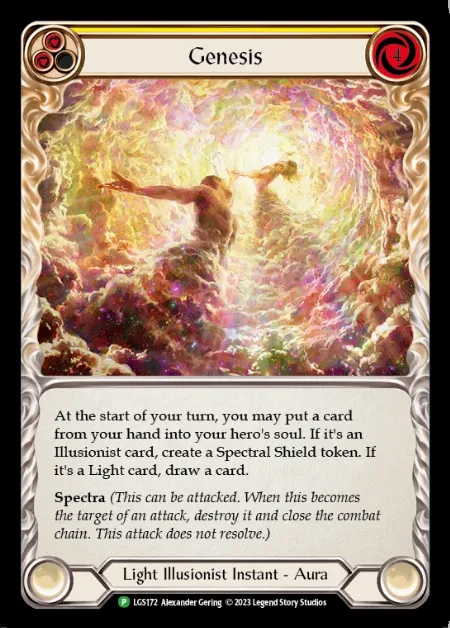 Genesis
4
At the start of your turn, you may put a card
from your hand into your hero's soul. If it's an
Illusionist card, create a Spectral Shield token. If
it's a Light card, draw a card.
Spectra (This can be attacked. When this becomes
the target of an attack, destroy it and close the combat
chain. This attack does not resolve.)
Light Illusionist Instant - Aura
P LGS172 Alexander Gering © 2023 Legend Story Studios